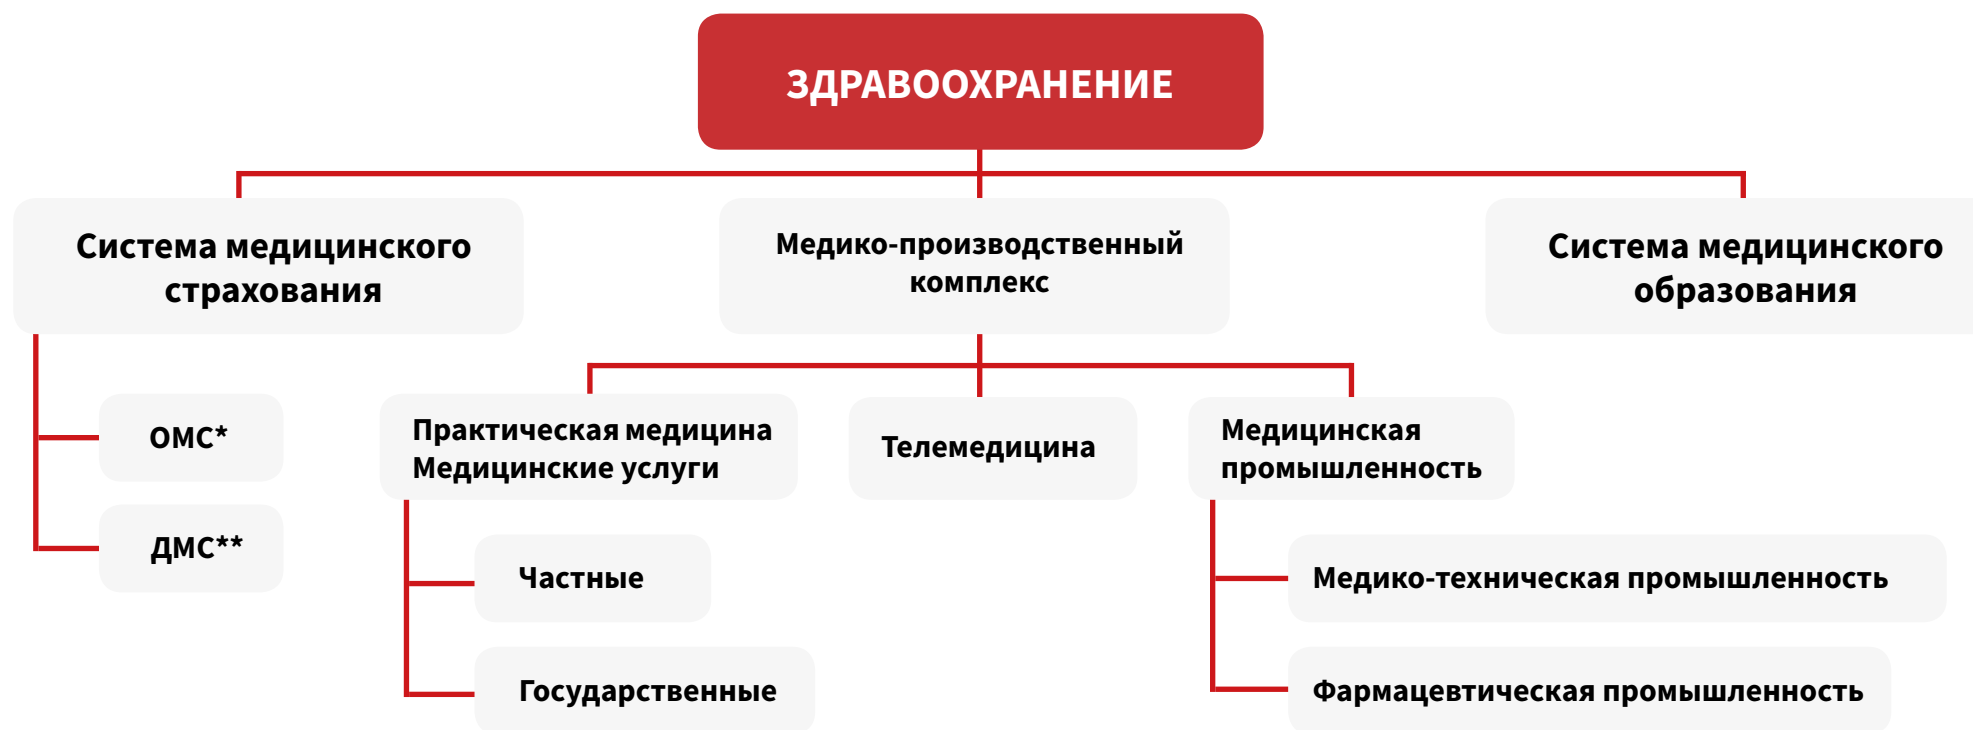 ЗДРАВООХРАНЕНИЕ
Система медицинского
страхования
Медико-производственный
комплекс
Система медицинского
образования
ОМС*
ДМС**
Практическая медицина
Медицинские услуги
Телемедицина
Медицинская
промышленность
Частные
Государственные
Медико-техническая промышленность
Фармацевтическая промышленность